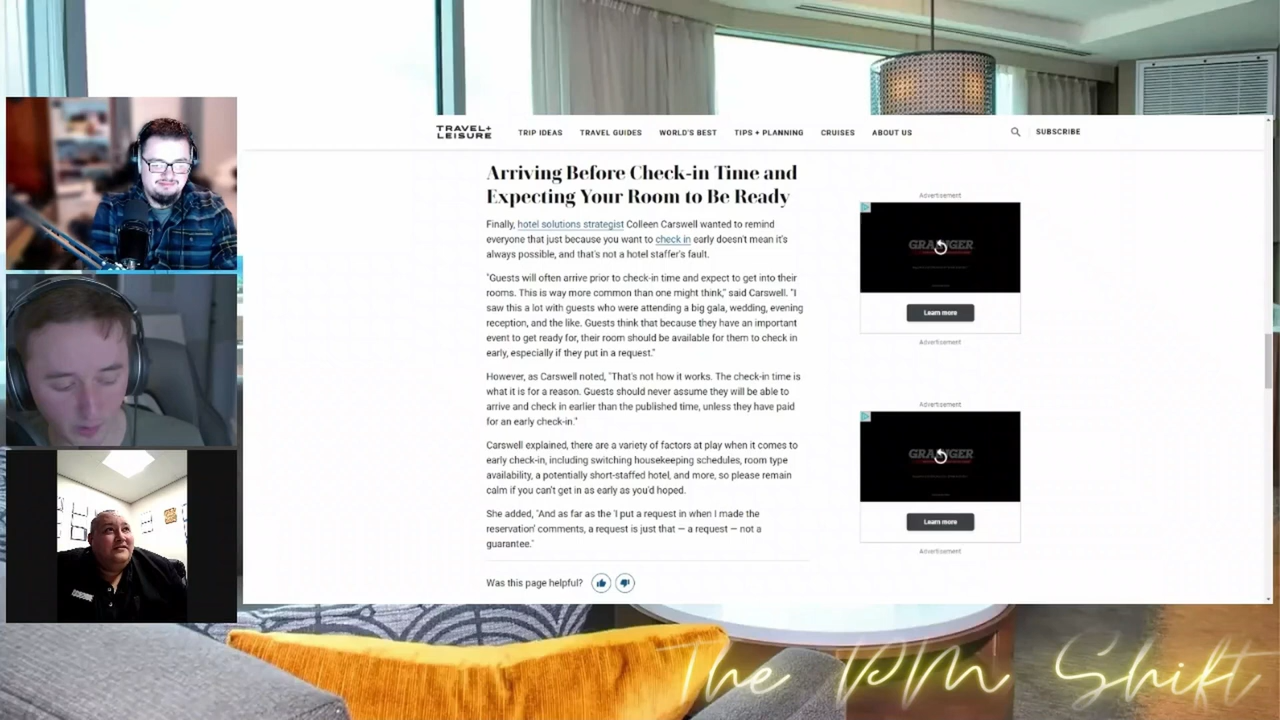 TRAVEL+
LEISURE
TRIP IDEAS
TRAVEL GUIDES
WORLD'S BEST
TIPS + PLANNING
CRUISES
ABOUT US
SUBSCRIBE
Arriving Before Check-in Time and
Expecting Your Room to Be Ready
Finally, hotel solutions strategist Colleen Carswell wanted to remind
everyone that just because you want to check in early doesn't mean it's
always possible, and that's not a hotel staffer's fault.
"Guests will often arrive prior to check-in time and expect to get into their
rooms. This is way more common than one might think," said Carswell. "I
saw this a lot with guests who were attending a big gala, wedding, evening
reception, and the like. Guests think that because they have an important
event to get ready for, their room should be available for them to check in
early, especially if they put in a request."
However, as Carswell noted, "That's not how it works. The check-in time is
what it is for a reason. Guests should never assume they will be able to
arrive and check in earlier than the published time, unless they have paid
for an early check-in."
Carswell explained, there are a variety of factors at play when it comes to
early check-in, including switching housekeeping schedules, room type
availability, a potentially short-staffed hotel, and more, so please remain
calm if you can't get in as early as you'd hoped.
She added, "And as far as the 'I put a request in when I made the
reservation' comments, a request is just that — a request — not a
guarantee."
Was this page helpful?
Advertisement
GRAINGER
Learn more
Advertisement
Advertisement
GRAINGER
Learn more
Advertisement
The PM Shift